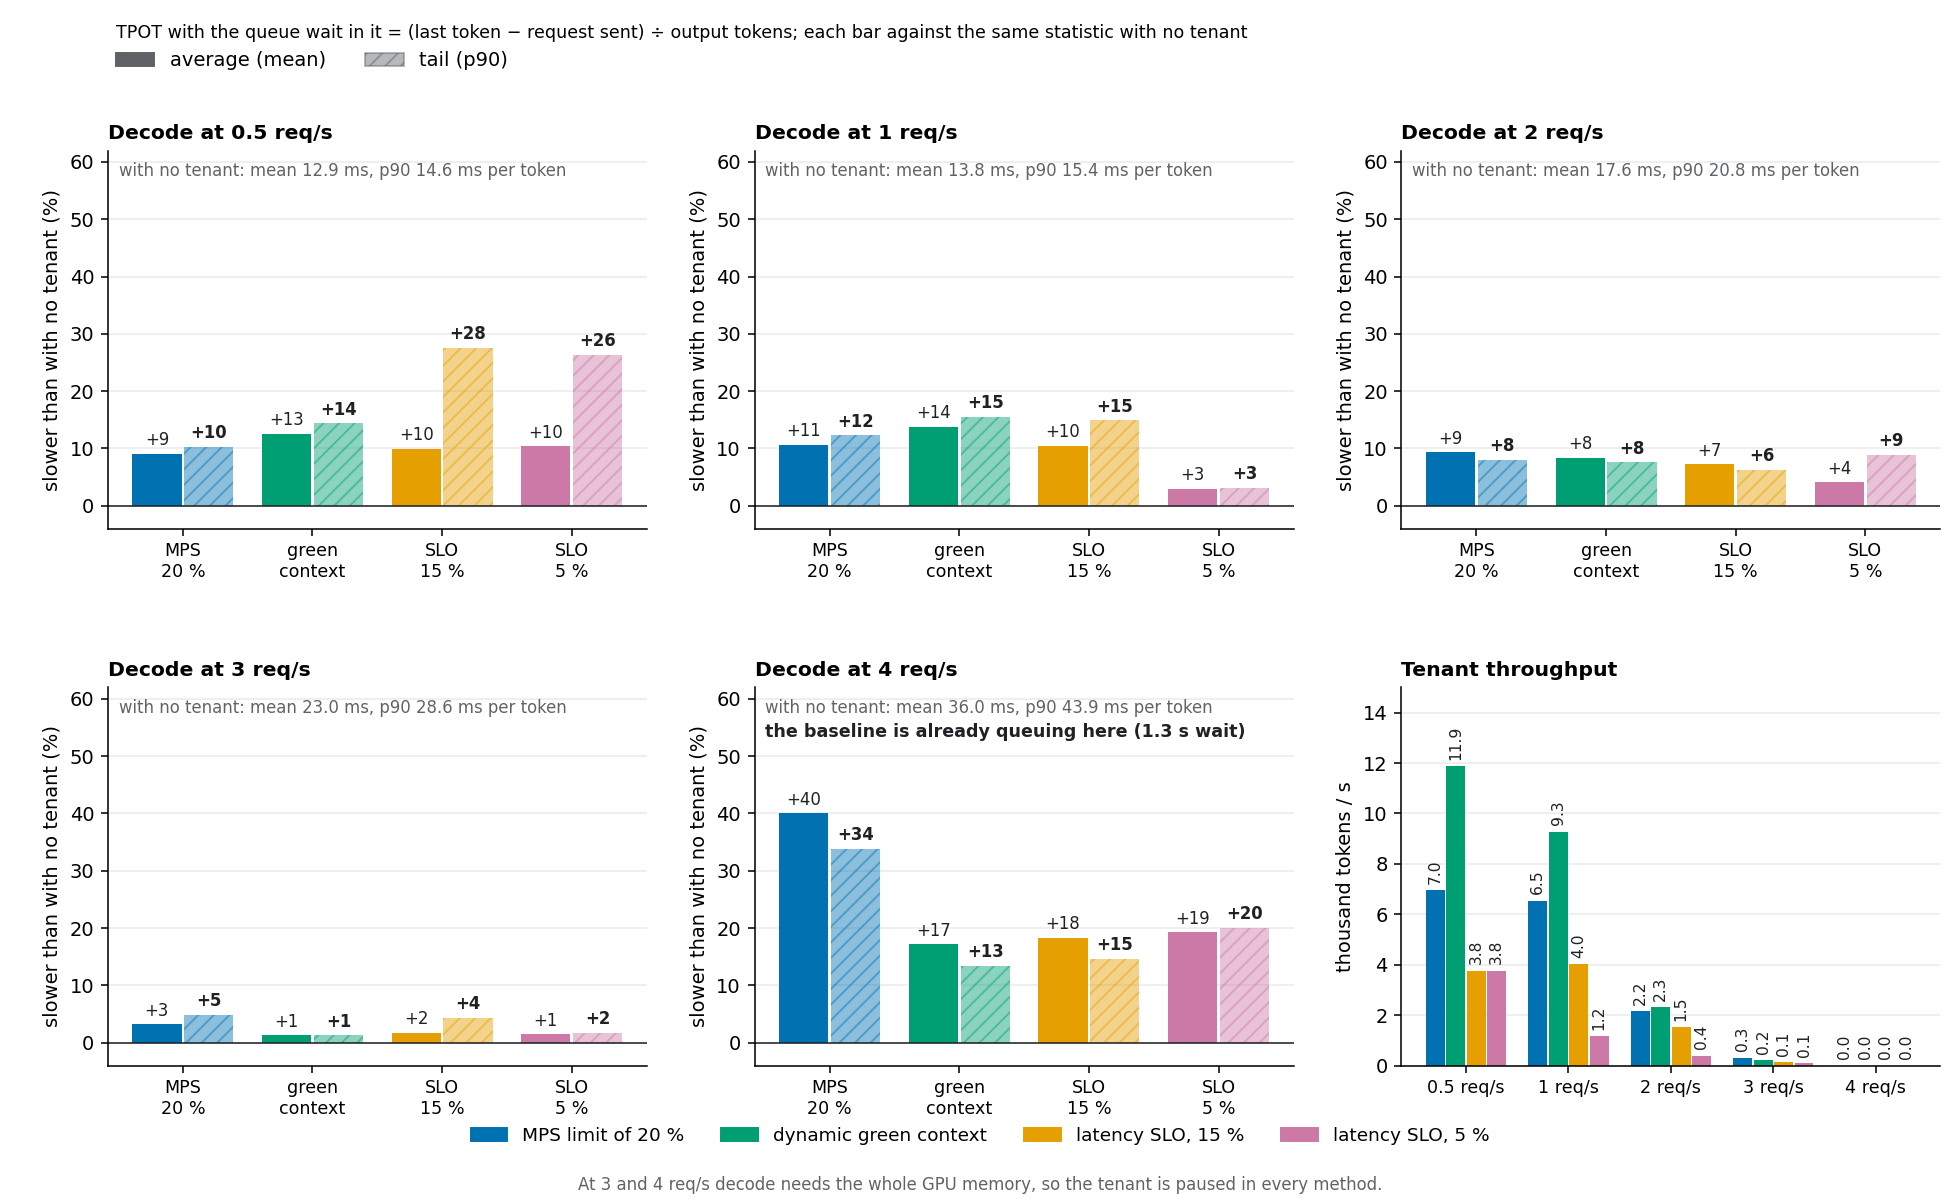 TPOT with the queue wait in it = (last token − request sent) ÷ output tokens; each bar against the same statistic with no tenant
average (mean)
tail (p90)
Decode at 0.5 req/s
with no tenant: mean 12.9 ms, p90 14.6 ms per token
slower than with no tenant (%)
60
50
40
30
20
10
0
+9
+10
+13
+14
+10
+28
+10
+26
MPS
20 %
green
context
SLO
15 %
SLO
5 %
Decode at 1 req/s
with no tenant: mean 13.8 ms, p90 15.4 ms per token
slower than with no tenant (%)
60
50
40
30
20
10
0
+11
+12
+14
+15
+10
+15
+3
+3
MPS
20 %
green
context
SLO
15 %
SLO
5 %
Decode at 2 req/s
with no tenant: mean 17.6 ms, p90 20.8 ms per token
slower than with no tenant (%)
60
50
40
30
20
10
0
+9
+8
+8
+8
+7
+6
+4
+9
MPS
20 %
green
context
SLO
15 %
SLO
5 %
Decode at 3 req/s
with no tenant: mean 23.0 ms, p90 28.6 ms per token
slower than with no tenant (%)
60
50
40
30
20
10
0
+3
+5
+1
+1
+2
+4
+1
+2
MPS
20 %
green
context
SLO
15 %
SLO
5 %
Decode at 4 req/s
with no tenant: mean 36.0 ms, p90 43.9 ms per token
the baseline is already queuing here (1.3 s wait)
slower than with no tenant (%)
60
50
40
30
20
10
0
+40
+34
+17
+13
+18
+15
+19
+20
MPS
20 %
green
context
SLO
15 %
SLO
5 %
Tenant throughput
thousand tokens / s
14
12
10
8
6
4
2
0
7.0
11.9
3.8
3.8
6.5
9.3
4.0
1.2
2.2
2.3
1.5
0.4
0.3
0.2
0.1
0.1
0.0
0.0
0.0
0.0
0.5 req/s
1 req/s
2 req/s
3 req/s
4 req/s
MPS limit of 20 %
dynamic green context
latency SLO, 15 %
latency SLO, 5 %
At 3 and 4 req/s decode needs the whole GPU memory, so the tenant is paused in every method.